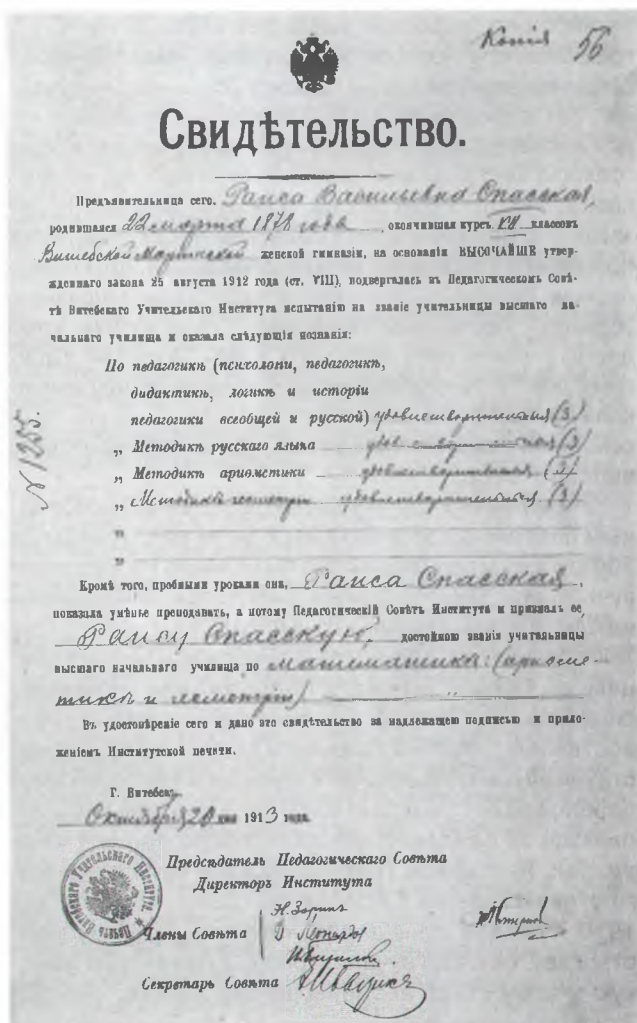 Копія 56
Свидѣтельство.
Предъявительница сего, Раиса Васильевна Спасская,
родившаяся 22 марта 1878 года, окончившая курсъ VII классовъ
Витебской Маріинской женской гимназіи, на основаніи ВЫСОЧАЙШЕ утвер-
жденнаго закона 25 августа 1912 года (ст. VIII), подвергалась въ Педагогическомъ Совѣ-
тѣ Витебскаго Учительскаго Института испытанію на званіе учительницы высшаго на-
чальнаго училища и оказала слѣдующія познанія:
По педагогикѣ (психологіи, педагогикѣ,
дидактикѣ, логикѣ и исторіи
педагогики всеобщей и русской) удовлетворительныя (3)
„ Методикѣ русскаго языка удовлетворительныя (3)
„ Методикѣ ариѳметики удовлетворительныя
„ Методикѣ геометріи удовлетворительныя (3)
„
„
№ 1255.
Кромѣ того, пробными уроками она, Раиса Спасская,
показала умѣнье преподавать, а потому Педагогическій Совѣтъ Института и призналъ ее,
Раису Спасскую, достойною званія учительницы
высшаго начальнаго училища по математикѣ: (ариѳме-
тикѣ и геометріи) „
Въ удостовѣреніе сего и дано это свидѣтельство за надлежащею подписью и прило-
женіемъ Институтской печати.
Г. Витебскъ,
Октября 20 дня 1913 года.
Предсѣдатель Педагогическаго Совѣта
Директоръ Института
Н. Зоринъ
Члены Совѣта
Секретарь Совѣта
Печать Витебскаго Учительскаго Института